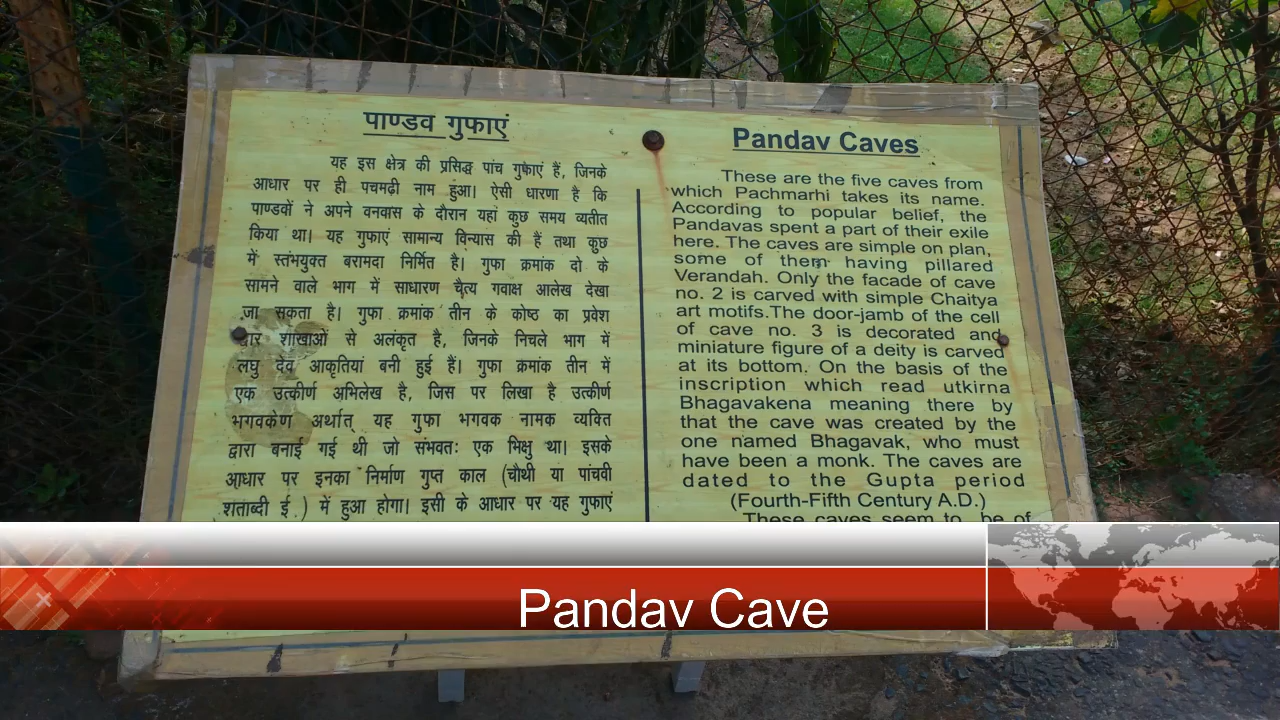 पाण्डव गुफाएं
यह इस क्षेत्र की प्रसिद्ध पांच गुफाएं हैं, जिनके
आधार पर ही पचमढ़ी नाम हुआ। ऐसी धारणा है कि
पाण्डवों ने अपने वनवास के दौरान यहां कुछ समय व्यतीत
किया था। यह गुफाएं सामान्य विन्यास की हैं तथा कुछ
में स्तंभयुक्त बरामदा निर्मित है। गुफा क्रमांक दो के
सामने वाले भाग में साधारण चैत्य गवाक्ष आलेख देखा
जा सकता है। गुफा क्रमांक तीन के कोष्ठ का प्रवेश
द्वार शाखाओं से अलंकृत है, जिनके निचले भाग में
लघु देव आकृतियां बनी हुई हैं। गुफा क्रमांक तीन में
एक उत्कीर्ण अभिलेख है, जिस पर लिखा है उत्कीर्ण
भगवकेण अर्थात् यह गुफा भगवक नामक व्यक्ति
द्वारा बनाई गई थी जो संभवतः एक भिक्षु था। इसके
आधार पर इनका निर्माण गुप्त काल (चौथी या पांचवी
शताब्दी ई.) में हुआ होगा। इसी के आधार पर यह गुफाएं
Pandav Caves
These are the five caves from
which Pachmarhi takes its name.
According to popular belief, the
Pandavas spent a part of their exile
here. The caves are simple on plan,
some of them having pillared
Verandah. Only the facade of cave
no. 2 is carved with simple Chaitya
art motifs.The door-jamb of the cell
of cave no. 3 is decorated and
miniature figure of a deity is carved
at its bottom. On the basis of the
inscription which read utkirna
Bhagavakena meaning there by
that the cave was created by the
one named Bhagavak, who must
have been a monk. The caves are
dated to the Gupta period
(Fourth-Fifth Century A.D.)
These caves seem to be of
Pandav Cave